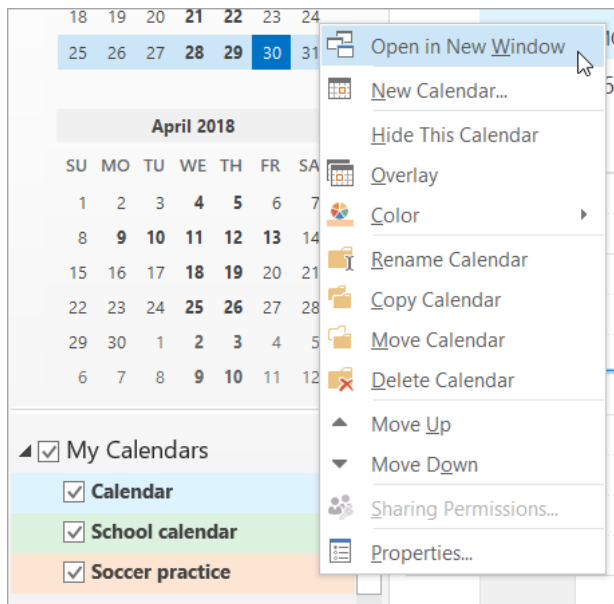 18 19 20 21 22 23 24
25 26 27 28 29 30 31
April 2018
SU MO TU WE TH FR SA
1 2 3 4 5 6 7
8 9 10 11 12 13 14
15 16 17 18 19 20 21
22 23 24 25 26 27 28
29 30 1 2 3 4 5
6 7 8 9 10 11 12
My Calendars
Calendar
School calendar
Soccer practice
Open in New Window
New Calendar...
Hide This Calendar
Overlay
Color
Rename Calendar
Copy Calendar
Move Calendar
Delete Calendar
Move Up
Move Down
Sharing Permissions...
Properties...